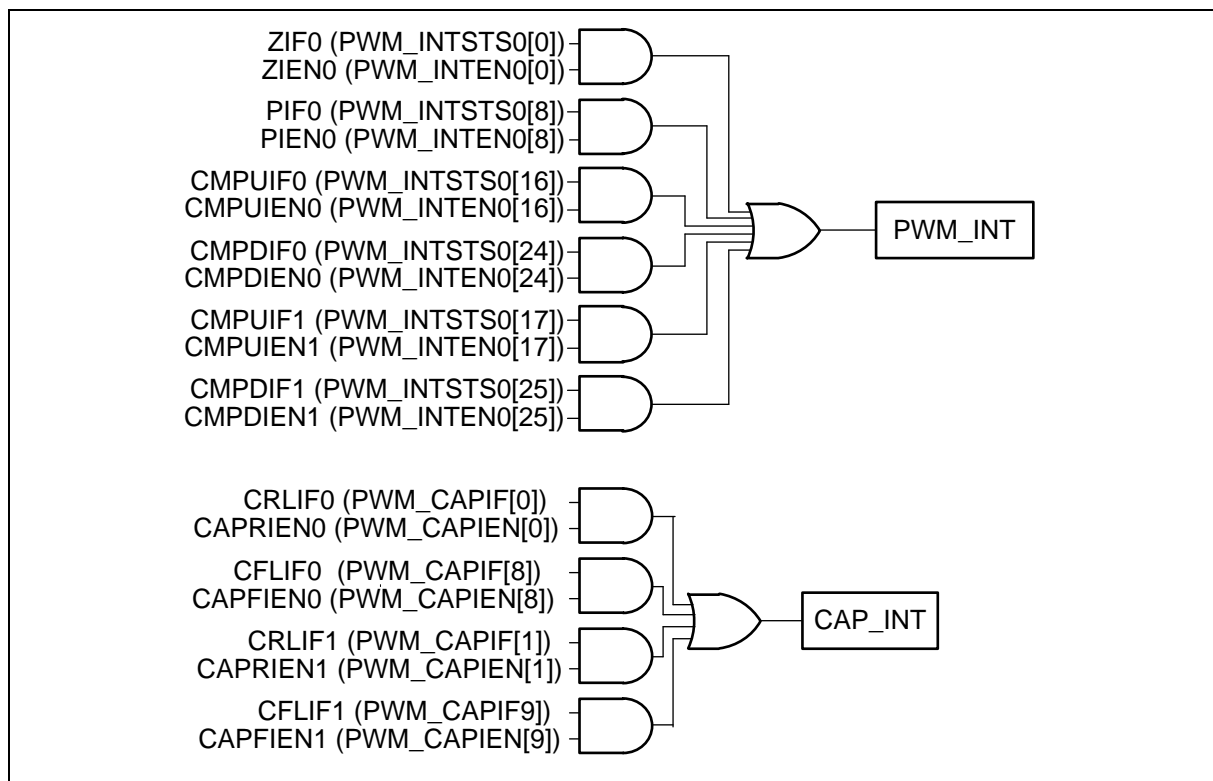 ZIF0 (PWM_INTSTS0[0])
ZIEN0 (PWM_INTEN0[0])
PIF0 (PWM_INTSTS0[8])
PIEN0 (PWM_INTEN0[8])
CMPUIF0 (PWM_INTSTS0[16])
CMPUIEN0 (PWM_INTEN0[16])
CMPDIF0 (PWM_INTSTS0[24])
CMPDIEN0 (PWM_INTEN0[24])
CMPUIF1 (PWM_INTSTS0[17])
CMPUIEN1 (PWM_INTEN0[17])
CMPDIF1 (PWM_INTSTS0[25])
CMPDIEN1 (PWM_INTEN0[25])
PWM_INT
CRLIF0 (PWM_CAPIF[0])
CAPRIEN0 (PWM_CAPIEN[0])
CFLIF0 (PWM_CAPIF[8])
CAPFIEN0 (PWM_CAPIEN[8])
CRLIF1 (PWM_CAPIF[1])
CAPRIEN1 (PWM_CAPIEN[1])
CFLIF1 (PWM_CAPIF9])
CAPFIEN1 (PWM_CAPIEN[9])
CAP_INT